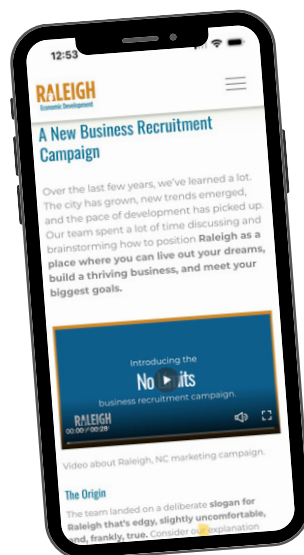 12:53
RALEIGH
Economic Development
A New Business Recruitment
Campaign
Over the last few years, we've learned a lot.
The city has grown, new trends emerged,
and the pace of development has picked up.
Our team spent a lot of time discussing and
brainstorming how to position Raleigh as a
place where you can live out your dreams,
build a thriving business, and meet your
biggest goals.
Introducing the
business recruitment campaign.
RALEIGH
00:00 / 00:28
Video about Raleigh, NC marketing campaign.
The Origin
The team landed on a deliberate slogan for
Raleigh that's edgy, slightly uncomfortable,
and, frankly, true. Consider our explanation